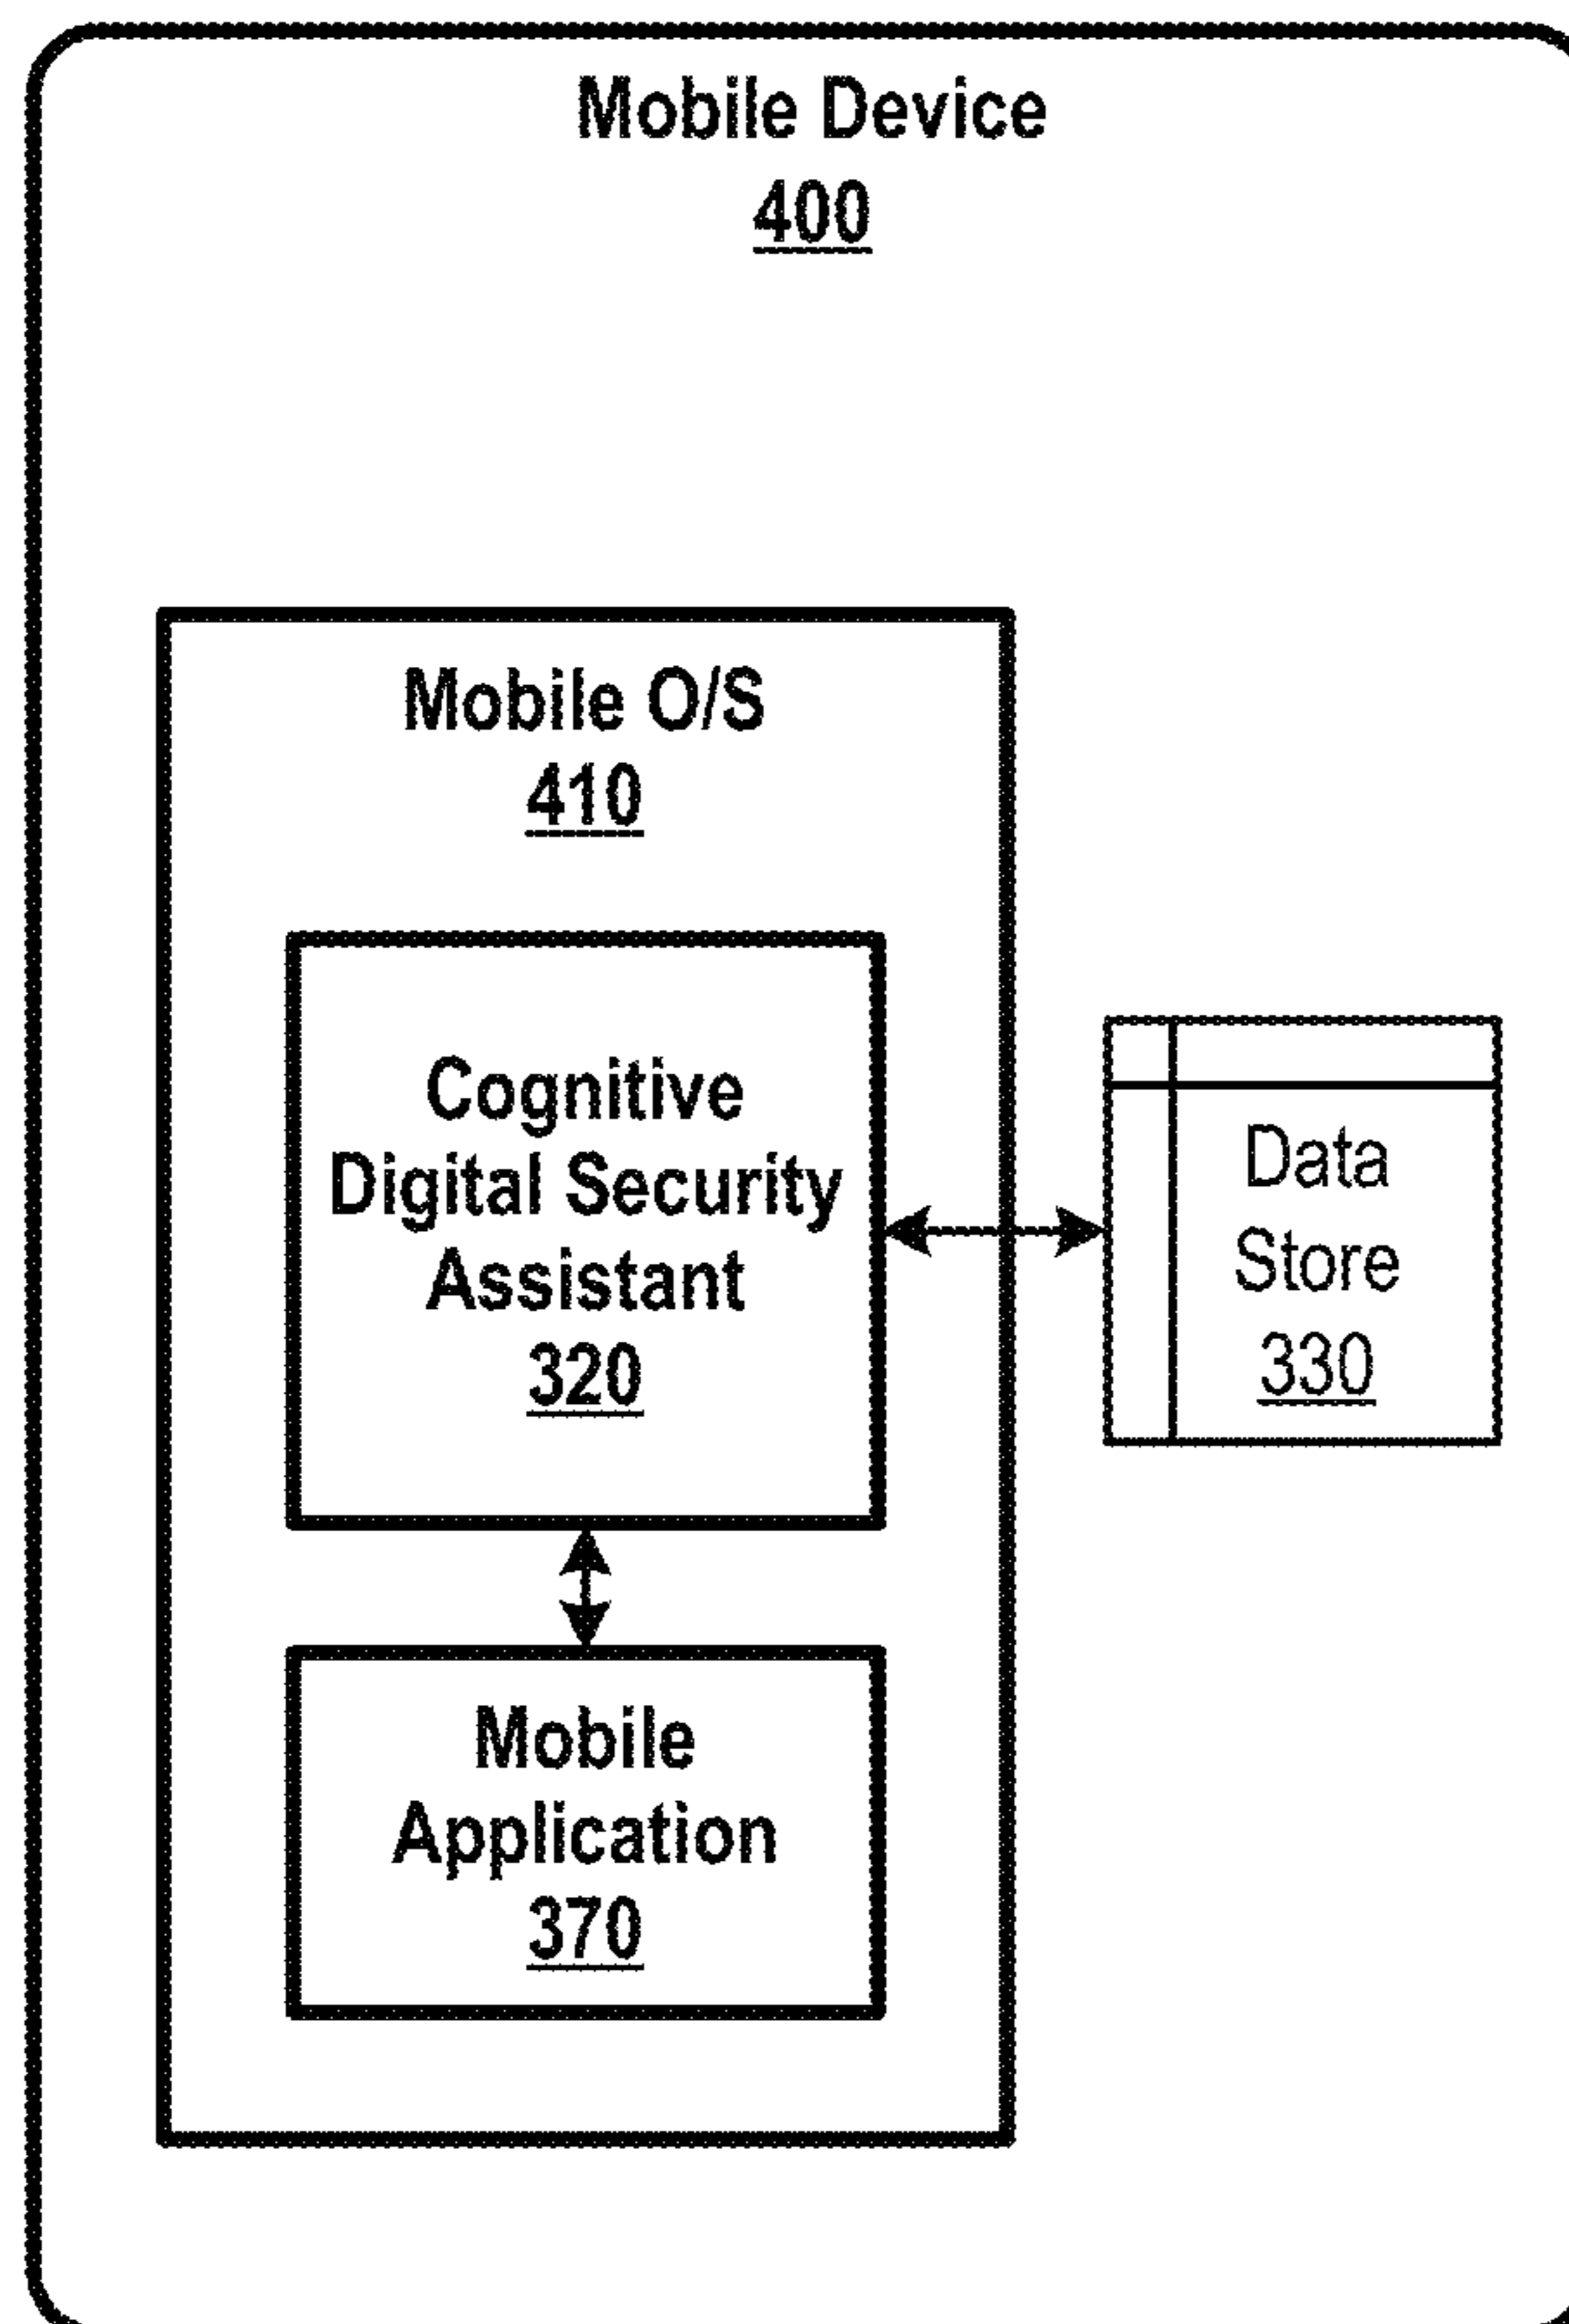 Mobile Device
400
Mobile O/S
410
Cognitive
Digital Security
Assistant
320
Data
Store
330
Mobile
Application
370